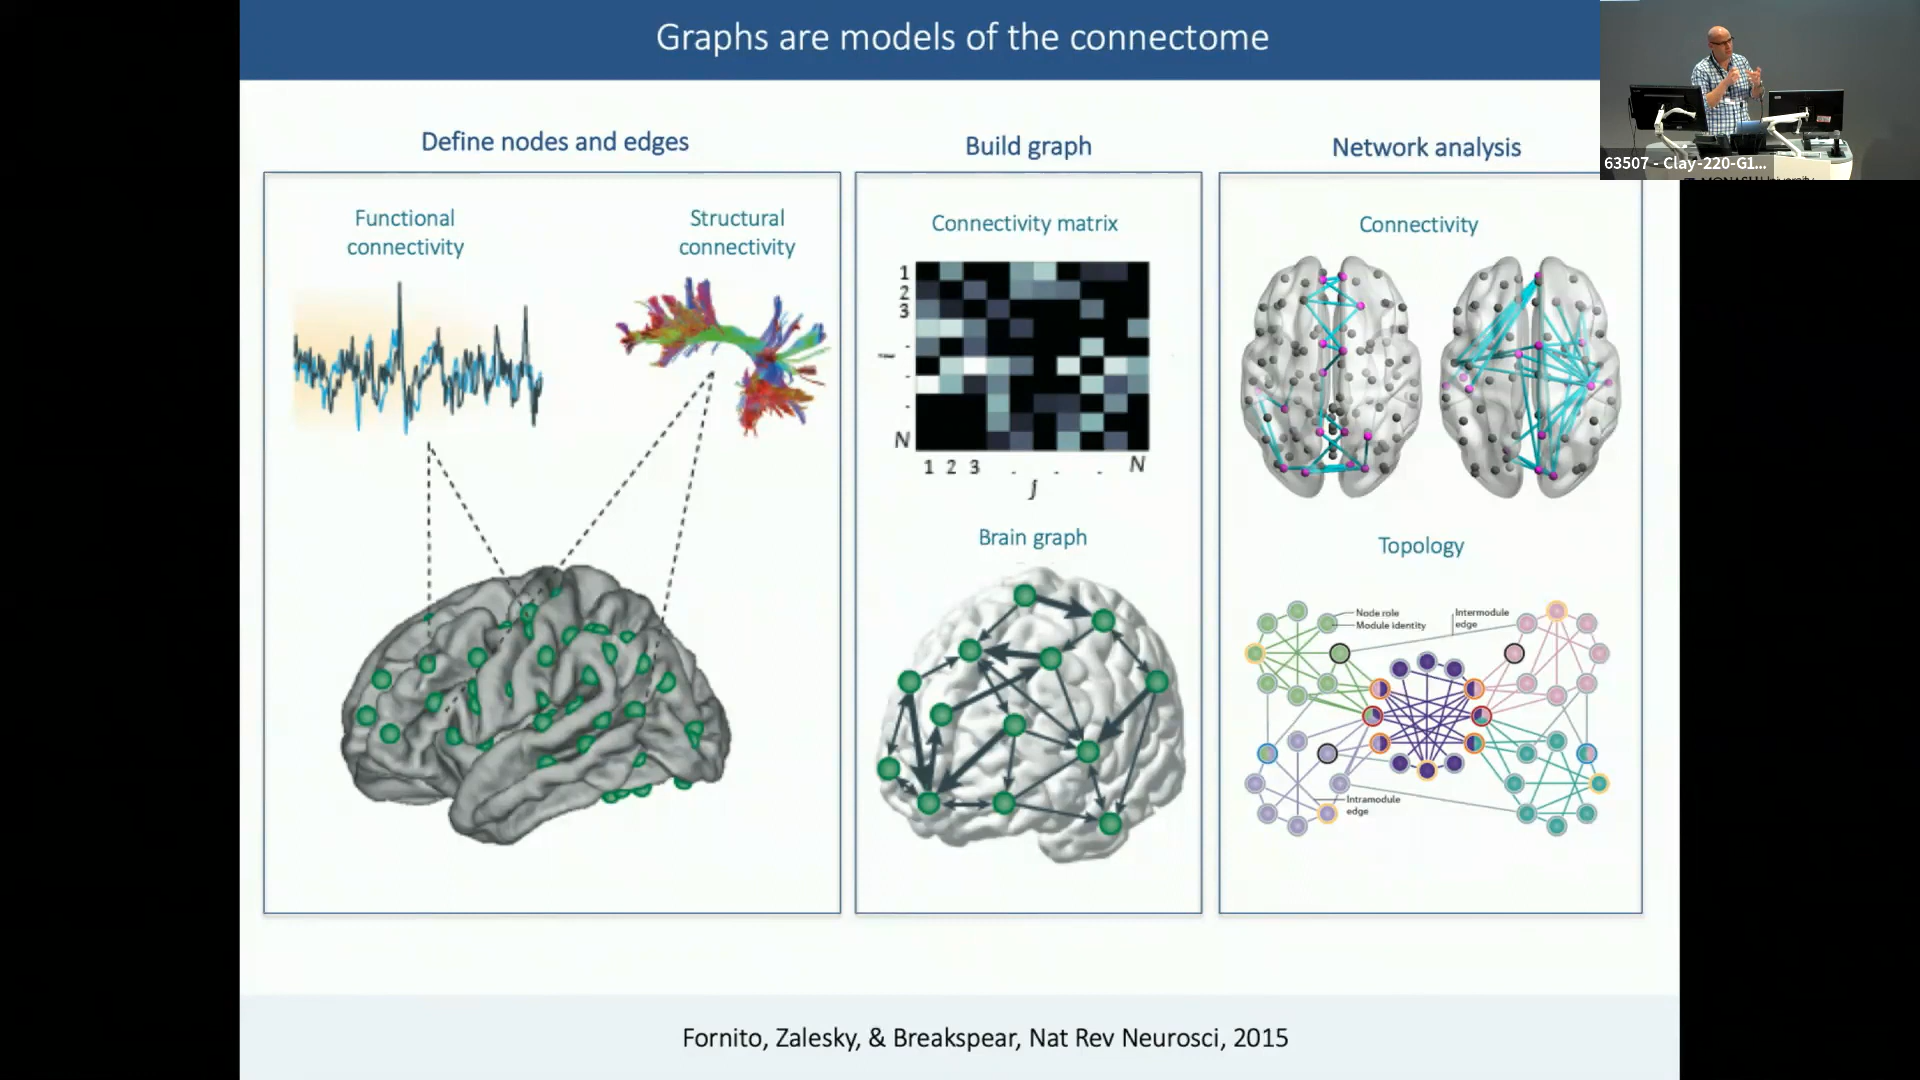 Graphs are models of the connectome
63507 - Clay-220-G1...
MONASH University
Define nodes and edges
Functional
connectivity
Structural
connectivity
Build graph
Connectivity matrix
1
2
3
N
i
1 2 3 . . . N
j
Brain graph
Network analysis
Connectivity
Topology
Node role
Module identity
Intermodule
edge
Intramodule
edge
Fornito, Zalesky, & Breakspear, Nat Rev Neurosci, 2015